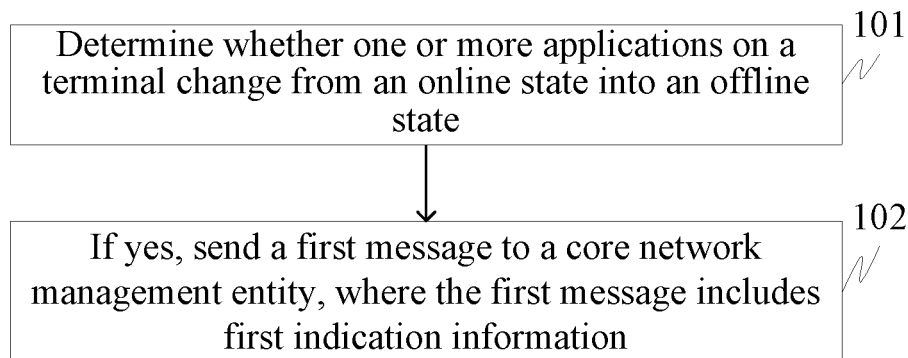 101
Determine whether one or more applications on a
terminal change from an online state into an offline
state
102
If yes, send a first message to a core network
management entity, where the first message includes
first indication information